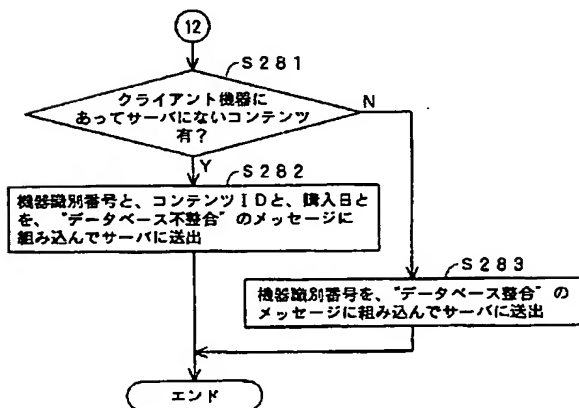 12
S281
クライアント機器に
あってサーバにないコンテンツ
有?
N
Y
S282
機器識別番号と、コンテンツIDと、購入日と
を、"データベース不整合"のメッセージに
組み込んでサーバに送出
S283
機器識別番号を、"データベース整合"の
メッセージに組み込んでサーバに送出
エンド